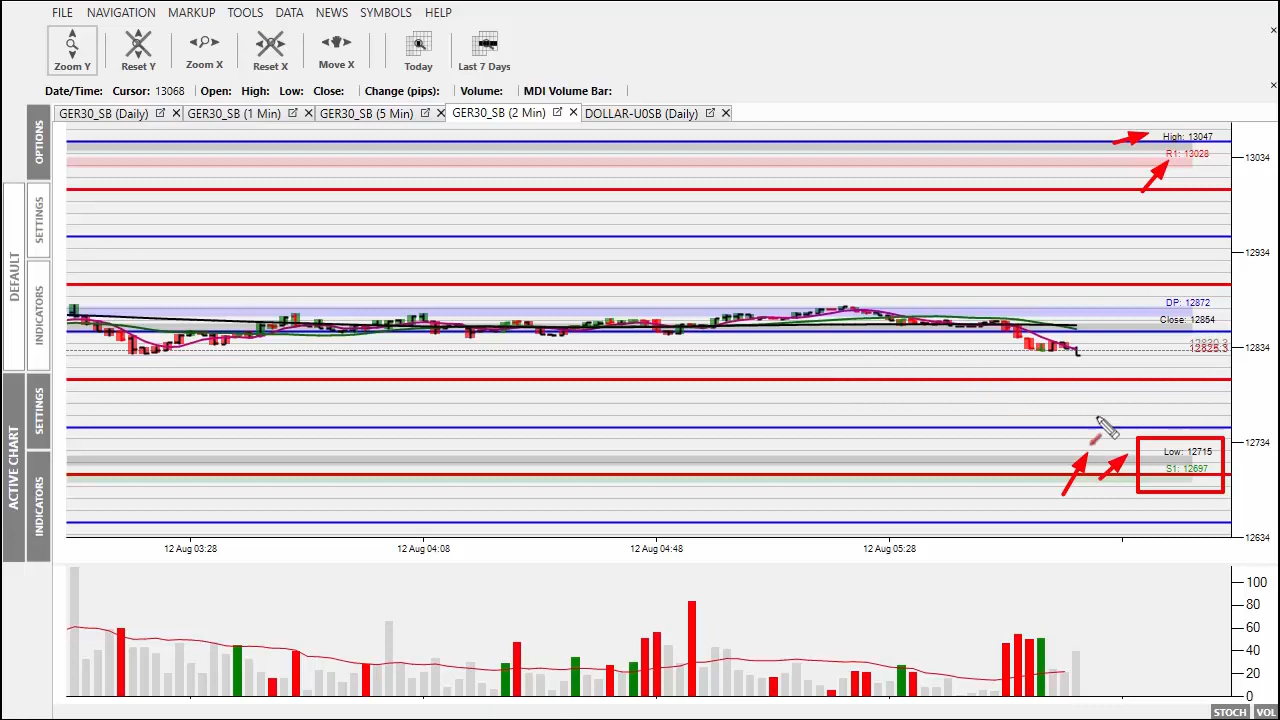 FILE NAVIGATION MARKUP TOOLS DATA NEWS SYMBOLS HELP
Zoom Y Reset Y Zoom X Reset X Move X Today Last 7 Days
Date/Time: Cursor: 13068 Open: High: Low: Close: Change (pips): Volume: MDI Volume Bar:
GER30_SB (Daily) GER30_SB (1 Min) GER30_SB (5 Min) GER30_SB (2 Min) DOLLAR-U0SB (Daily)
OPTIONS
SETTINGS
DEFAULT
INDICATORS
SETTINGS
ACTIVE CHART
INDICATORS
High: 13047
R1: 13028
13034
12934
DP: 12872
Close: 12854
12834
12734
Low: 12715
S1: 12697
12634
12 Aug 03:28 12 Aug 04:08 12 Aug 04:48 12 Aug 05:28
100
80
60
40
20
0
STOCH VOL